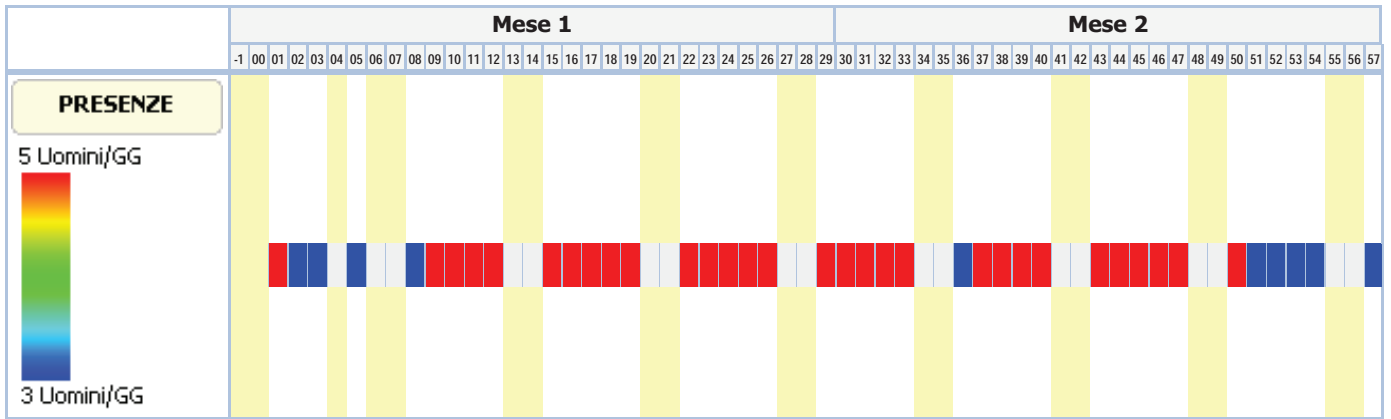 Mese 1 Mese 2
-1 00 01 02 03 04 05 06 07 08 09 10 11 12 13 14 15 16 17 18 19 20 21 22 23 24 25 26 27 28 29 30 31 32 33 34 35 36 37 38 39 40 41 42 43 44 45 46 47 48 49 50 51 52 53 54 55 56 57
PRESENZE
5 Uomini/GG
3 Uomini/GG